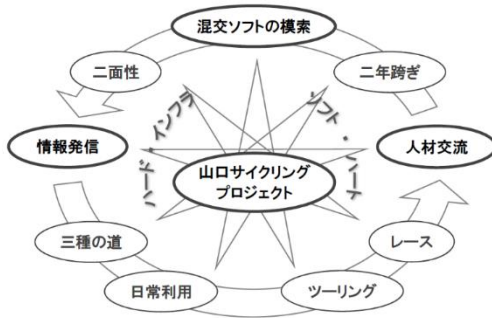 混交ソフトの模索
二面性
二年跨ぎ
ハード・インフラ
ソフト・ハート
情報発信
人材交流
山口サイクリング
プロジェクト
三種の道
レース
日常利用
ツーリング